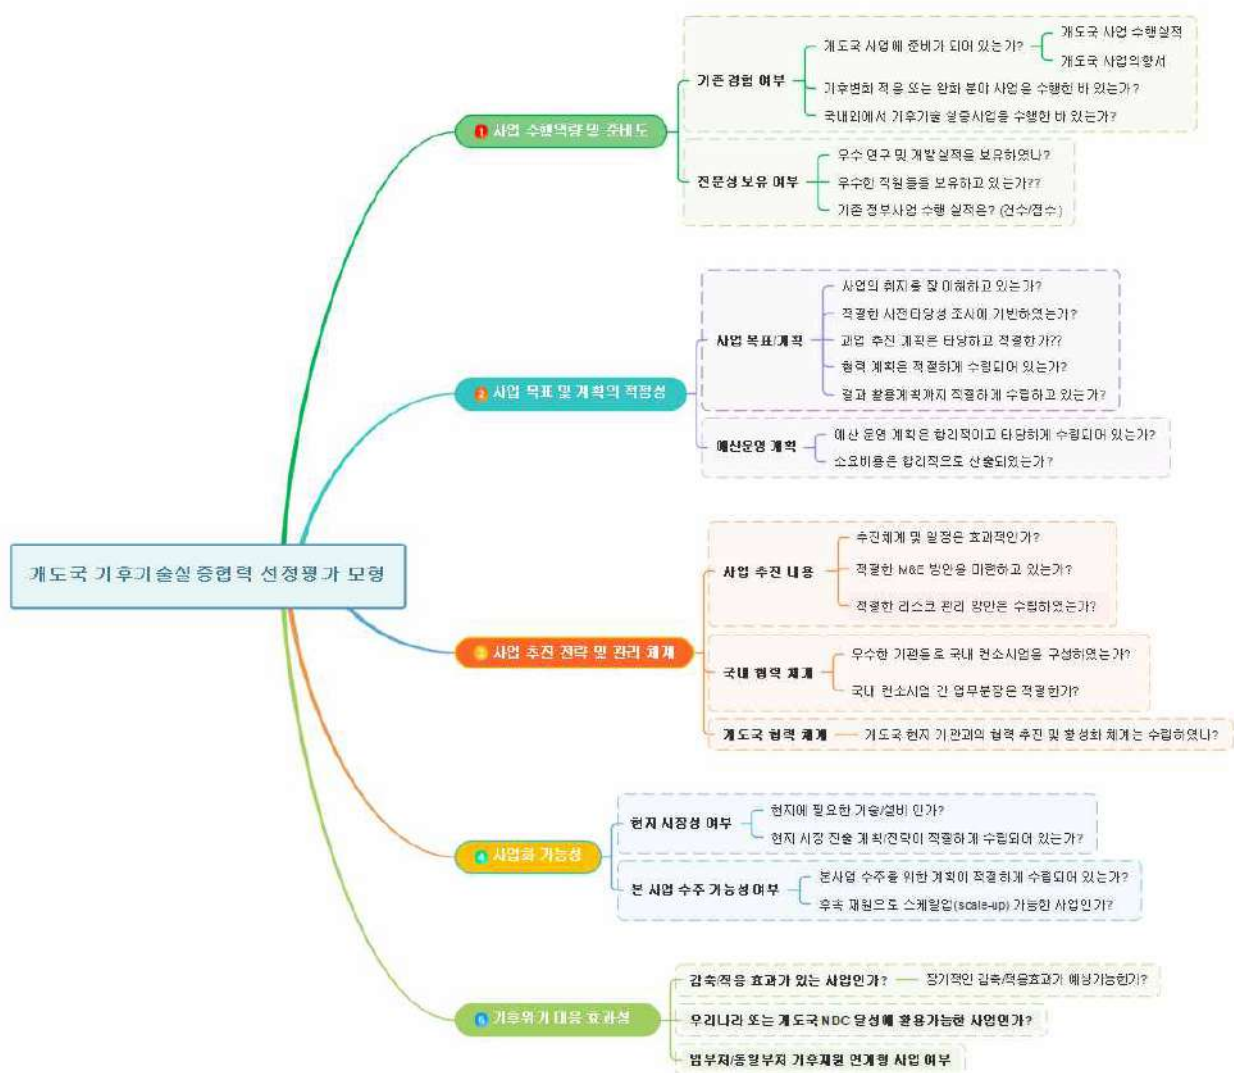 개도국 기후기술실증협력 선정평가 모형
1 사업 수행역량 및 준비도
기존 경험 여부
개도국 사업에 준비가 되어 있는가?
개도국 사업 수행실적
개도국 사업의향서
기후변화 적응 또는 완화 분야 사업을 수행한 바 있는가?
국내외에서 기후기술 실증사업을 수행한 바 있는가?
전문성 보유 여부
우수 연구 및 개발실적을 보유하였나?
우수한 직원들을 보유하고 있는가??
기존 정부사업 수행 실적은? (건수/점수)
2 사업 목표 및 계획의 적정성
사업 목표/계획
사업의 취지를 잘 이해하고 있는가?
적절한 사전타당성 조사에 기반하였는가?
과업 추진 계획은 타당하고 적절한가??
협력 계획은 적절하게 수립되어 있는가?
결과 활용계획까지 적절하게 수립하고 있는가?
예산운영 계획
예산 운영 계획은 합리적이고 타당하게 수립되어 있는가?
소요비용은 합리적으로 산출되었는가?
3 사업 추진 전략 및 관리 체계
사업 추진 내용
추진체계 및 일정은 효과적인가?
적절한 M&E 방안을 마련하고 있는가?
적절한 리스크 관리 방안은 수립하였는가?
국내 협력 체계
우수한 기관들로 국내 컨소시엄을 구성하였는가?
국내 컨소시엄 간 업무분장은 적절한가?
개도국 협력 체계
개도국 현지 기관과의 협력 추진 및 활성화 체계는 수립하였나?
4 사업화 가능성
현지 시장성 여부
현지에 필요한 기술/설비 인가?
현지 시장 진출 계획/전략이 적절하게 수립되어 있는가?
본 사업 수주 가능성 여부
본사업 수주를 위한 계획이 적절하게 수립되어 있는가?
후속 재원으로 스케일업(scale-up) 가능한 사업인가?
5 기후위기 대응 효과성
감축/적응 효과가 있는 사업인가?
장기적인 감축/적응효과가 예상가능한가?
우리나라 또는 개도국 NDC 달성에 활용가능한 사업인가?
범부처/동일부처 기후재원 연계형 사업 여부